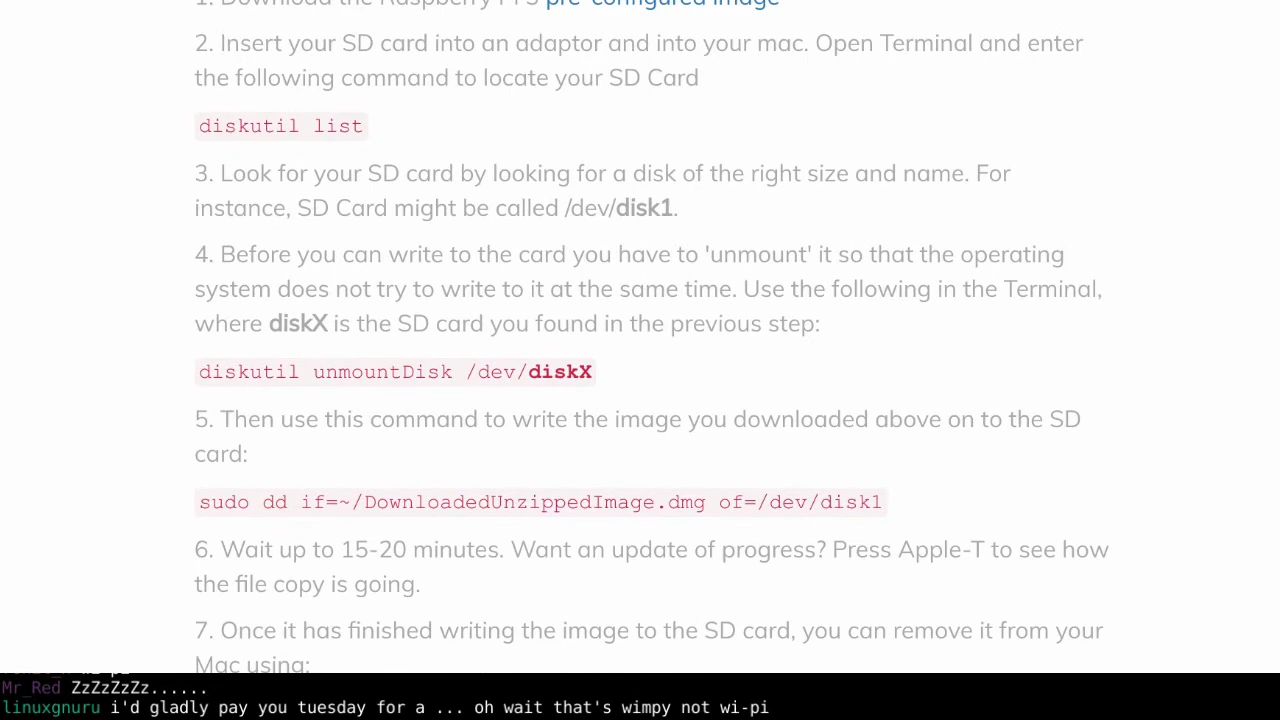 1. Download the Raspberry Pi 3 pre-configured image
2. Insert your SD card into an adaptor and into your mac. Open Terminal and enter
the following command to locate your SD Card
diskutil list
3. Look for your SD card by looking for a disk of the right size and name. For
instance, SD Card might be called /dev/disk1.
4. Before you can write to the card you have to 'unmount' it so that the operating
system does not try to write to it at the same time. Use the following in the Terminal,
where diskX is the SD card you found in the previous step:
diskutil unmountDisk /dev/diskX
5. Then use this command to write the image you downloaded above on to the SD
card:
sudo dd if=~/DownloadedUnzippedImage.dmg of=/dev/disk1
6. Wait up to 15-20 minutes. Want an update of progress? Press Apple-T to see how
the file copy is going.
7. Once it has finished writing the image to the SD card, you can remove it from your
Mac using:
Mr_Red ZzZzZzZz......
linuxgnuru i'd gladly pay you tuesday for a ... oh wait that's wimpy not wi-pi